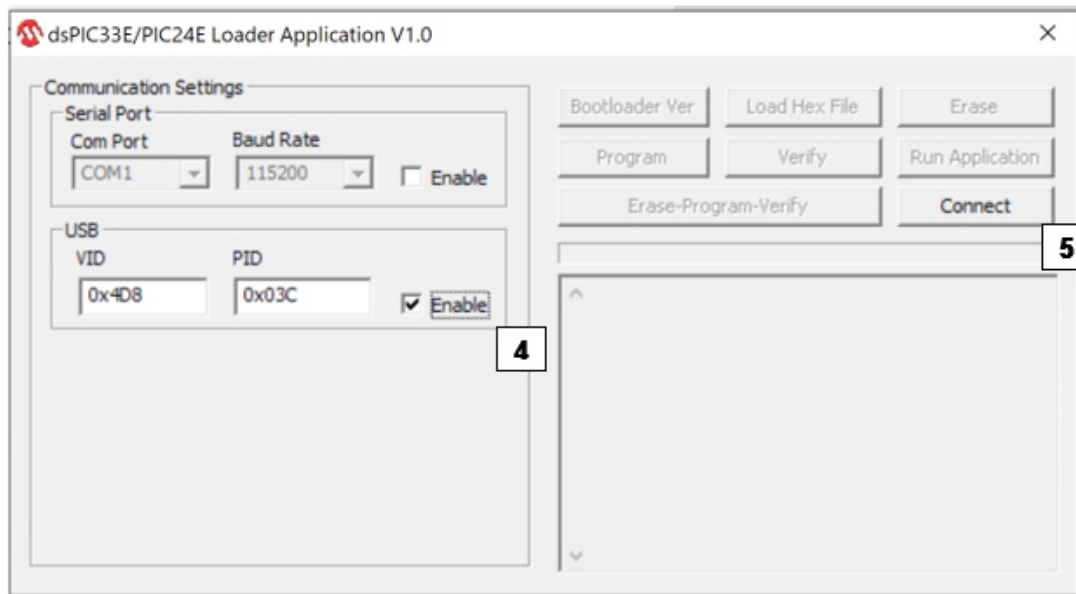 dsPIC33E/PIC24E Loader Application V1.0
Communication Settings
Serial Port
Com Port Baud Rate
COM1 115200 Enable
USB
VID PID
0x4D8 0x03C Enable
4
Bootloader Ver Load Hex File Erase
Program Verify Run Application
Erase-Program-Verify Connect
5